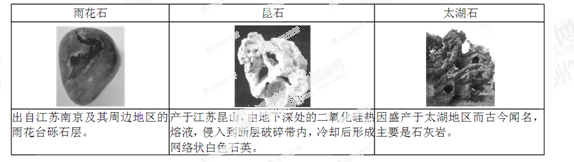 雨花石
昆石
太湖石
出自江苏南京及其周边地区的
雨花台砾石层。
产于江苏昆山,由地下深处的二氧化硅热
熔液,侵入到断层破碎带内,冷却后形成
网络状白色石英。
因盛产于太湖地区而古今闻名,
主要是石灰岩。